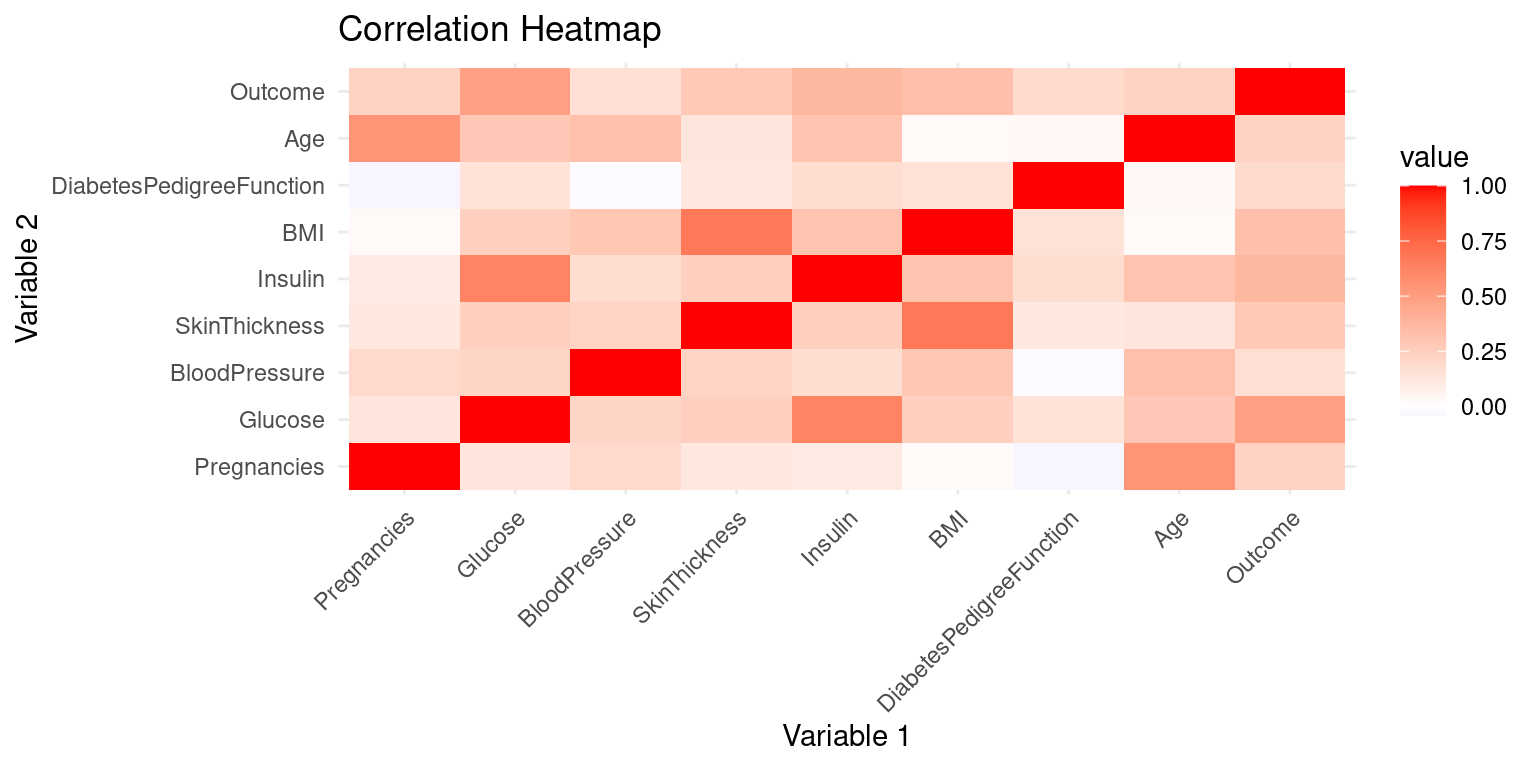 Correlation Heatmap
Variable 2
Outcome
Age
DiabetesPedigreeFunction
BMI
Insulin
SkinThickness
BloodPressure
Glucose
Pregnancies
Pregnancies
Glucose
BloodPressure
SkinThickness
Insulin
BMI
DiabetesPedigreeFunction
Age
Outcome
Variable 1
value
1.00
0.75
0.50
0.25
0.00